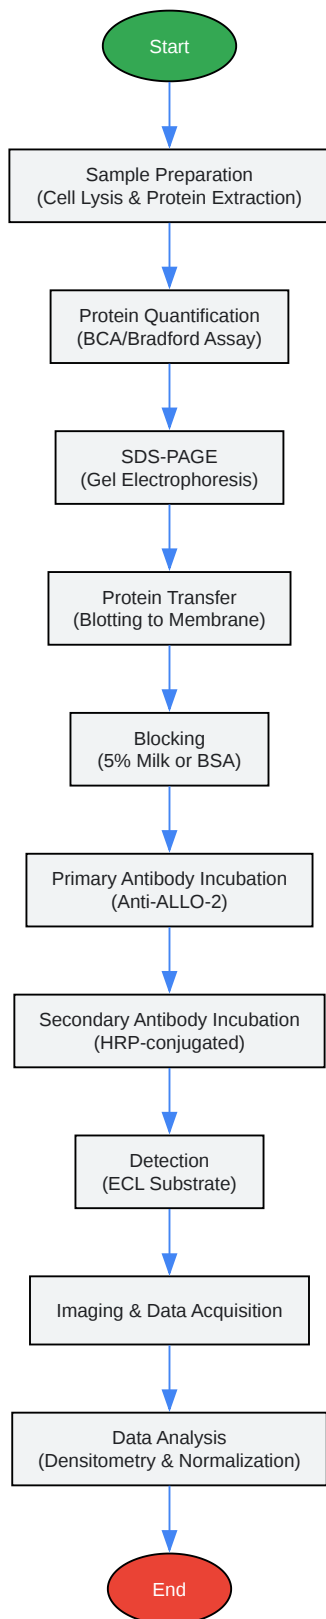 Start
Sample Preparation
(Cell Lysis & Protein Extraction)
Protein Quantification
(BCA/Bradford Assay)
SDS-PAGE
(Gel Electrophoresis)
Protein Transfer
(Blotting to Membrane)
Blocking
(5% Milk or BSA)
Primary Antibody Incubation
(Anti-ALLO-2)
Secondary Antibody Incubation
(HRP-conjugated)
Detection
(ECL Substrate)
Imaging & Data Acquisition
Data Analysis
(Densitometry & Normalization)
End